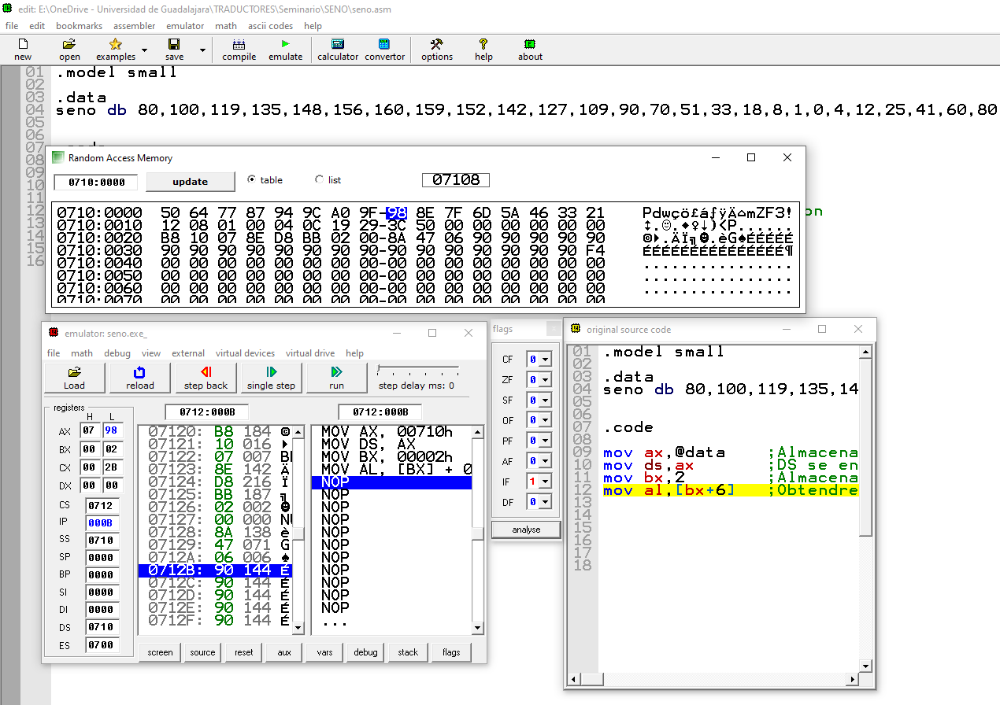 edit: E:\OneDrive - Universidad de Guadalajara\TRADUCTORES\Seminario\SENO\seno.asm
file edit bookmarks assembler emulator math ascii codes help
new open examples save compile emulate calculator convertor options help about
01 .model small
02
03 .data
04 seno db 80,100,119,135,148,156,160,159,152,142,127,109,90,70,51,33,18,8,1,0,4,12,25,41,60,80
05
06
07
08
09
10
11
12 on
13
14
15
16
Random Access Memory
0710:0000 update table list 07108
0710:0000 50 64 77 87 94 9C A0 9F-98 8E 7F 6D 5A 46 33 21 Pdwçö£áƒÿÄ⌂mZF3!
0710:0010 12 08 01 00 04 0C 19 29-3C 50 00 00 00 00 00 00 ↕.☺.♦♀↓)<P......
0710:0020 B8 10 07 8E D8 BB 02 00-8A 47 06 90 90 90 90 90 ╕►.ÄÏ╗☻.èG♠ÉÉÉÉÉ
0710:0030 90 90 90 90 90 90 90 90-90 90 90 90 90 90 90 F4 ÉÉÉÉÉÉÉÉÉÉÉÉÉÉÉ¶
0710:0040 00 00 00 00 00 00 00 00-00 00 00 00 00 00 00 00 ................
0710:0050 00 00 00 00 00 00 00 00-00 00 00 00 00 00 00 00 ................
0710:0060 00 00 00 00 00 00 00 00-00 00 00 00 00 00 00 00 ................
0710:0070 00 00 00 00 00 00 00 00-00 00 00 00 00 00 00 00
emulator: seno.exe_
file math debug view external virtual devices virtual drive help
Load reload step back single step run step delay ms: 0
registers 0712:000B 0712:000B
H L
AX 07 98
BX 00 02
CX 00 2B
DX 00 00
CS 0712
IP 000B
SS 0710
SP 0000
BP 0000
SI 0000
DI 0000
DS 0710
ES 0700
07120: B8 184 ©
07121: 10 016 ►
07122: 07 007
07123: 8E 142 Ä
07124: D8 216 Ï
07125: BB 187 ╗
07126: 02 002 ☻
07127: 00 000
07128: 8A 138 è
07129: 47 071 G
0712A: 06 006 ♠
0712B: 90 144 É
0712C: 90 144 É
0712D: 90 144 É
0712E: 90 144 É
0712F: 90 144 É
MOV AX, 00710h
MOV DS, AX
MOV BX, 00002h
MOV AL, [BX] + 0
NOP
NOP
NOP
NOP
NOP
NOP
NOP
NOP
NOP
NOP
NOP
...
screen source reset aux vars debug stack flags
flags
CF 0
ZF 0
SF 0
OF 0
PF 0
AF 0
IF 1
DF 0
analyse
original source code
01 .model small
02
03 .data
04 seno db 80,100,119,135,14
05
06
07 .code
08
09 mov ax,@data ;Almacena
10 mov ds,ax ;DS se en
11 mov bx,2 ;Almacena
12 mov al,[bx+6] ;Obtendre
13
14
15
16
17
18